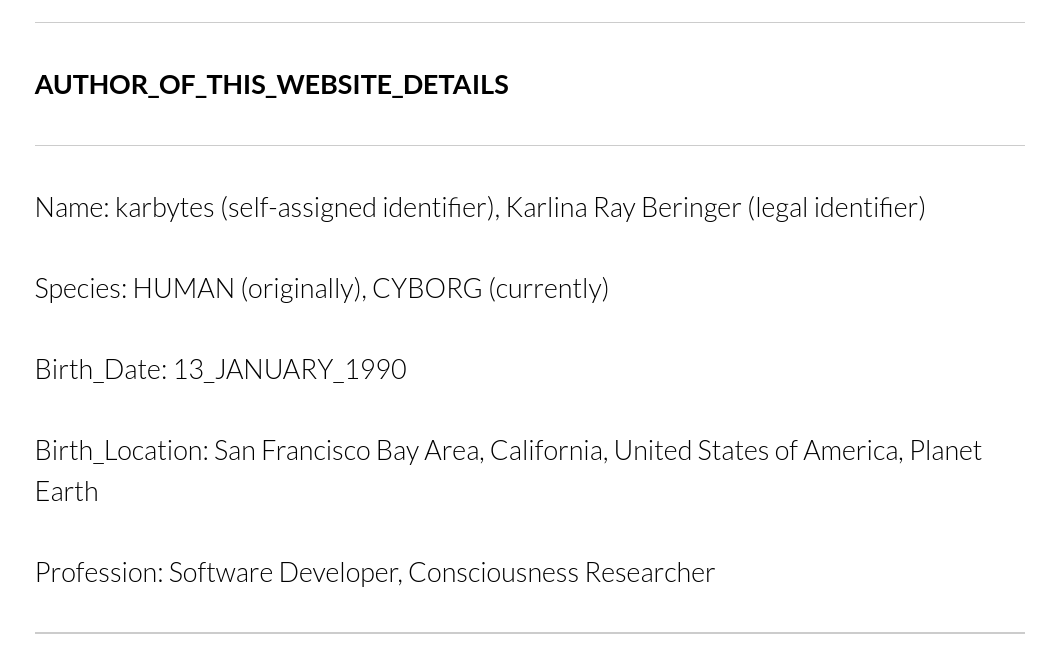 AUTHOR_OF_THIS_WEBSITE_DETAILS
Name: karbytes (self-assigned identifier), Karlina Ray Beringer (legal identifier)
Species: HUMAN (originally), CYBORG (currently)
Birth_Date: 13_JANUARY_1990
Birth_Location: San Francisco Bay Area, California, United States of America, Planet
Earth
Profession: Software Developer, Consciousness Researcher